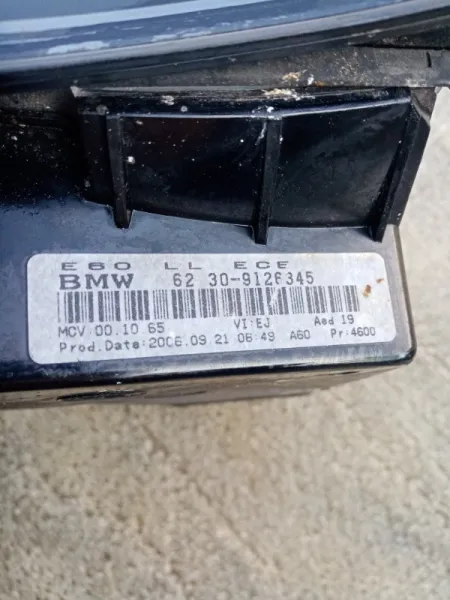 E60 LL ECE
BMW 62 30-9126345
MCV:00.10.65 VI:EJ Aed 19
Prod.Date:2006.09.21 06:49 A60 Pr:4600